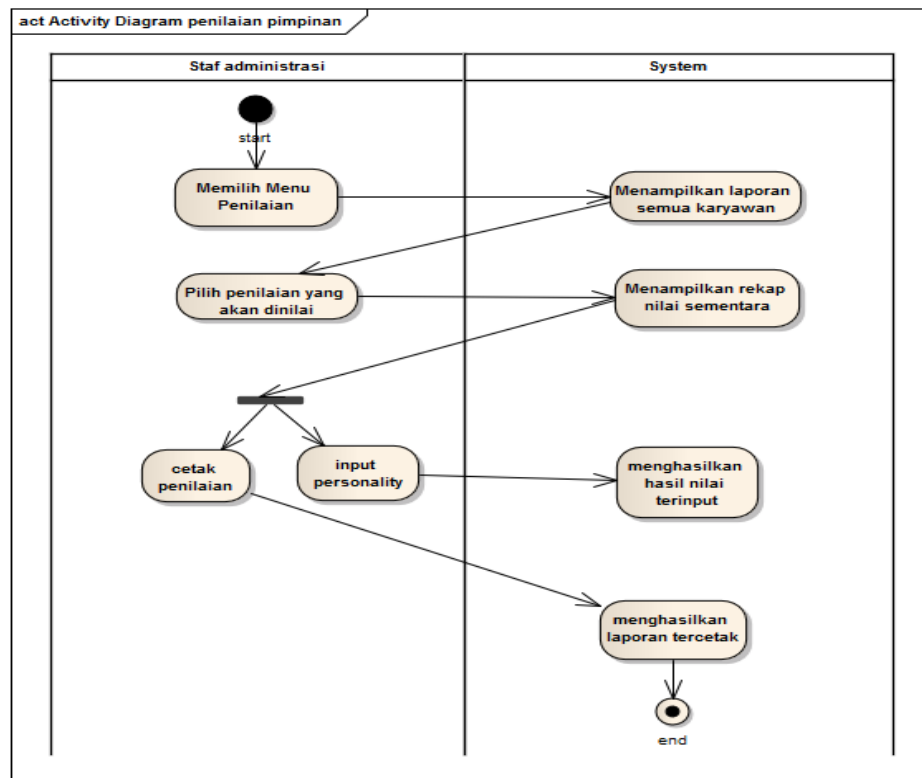 act Activity Diagram penilaian pimpinan
Staf administrasi
System
start
Memilih Menu
Penilaian
Menampilkan laporan
semua karyawan
Pilih penilaian yang
akan dinilai
Menampilkan rekap
nilai sementara
cetak
penilaian
input
personality
menghasilkan
hasil nilai
terinput
menghasilkan
laporan tercetak
end